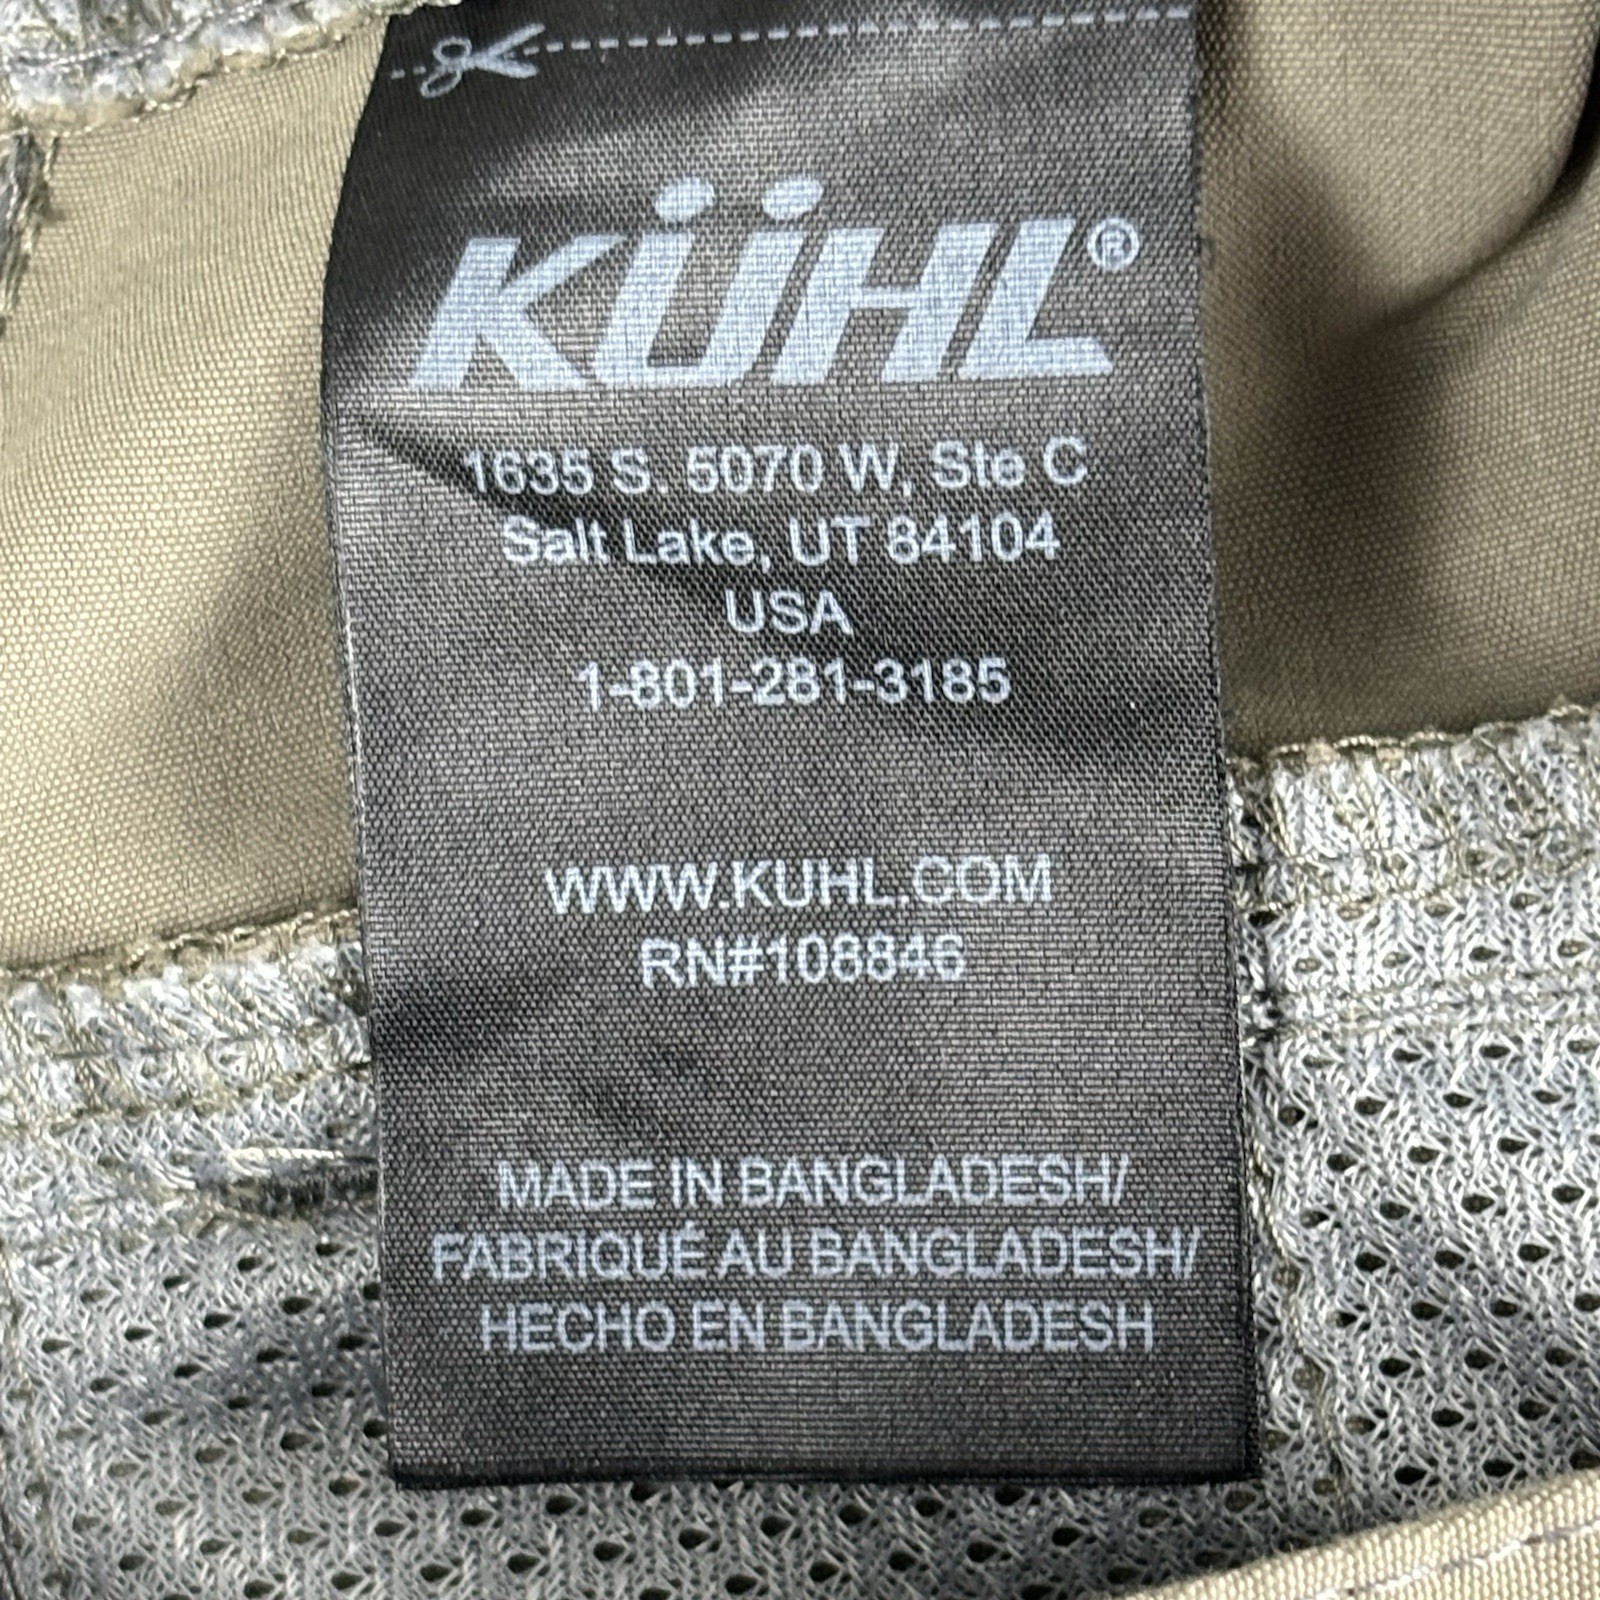 KÜHL®
1635 S. 5070 W, Ste C
Salt Lake, UT 84104
USA
1-801-281-3185
WWW.KUHL.COM
RN#108846
MADE IN BANGLADESH/
FABRIQUÉ AU BANGLADESH/
HECHO EN BANGLADESH